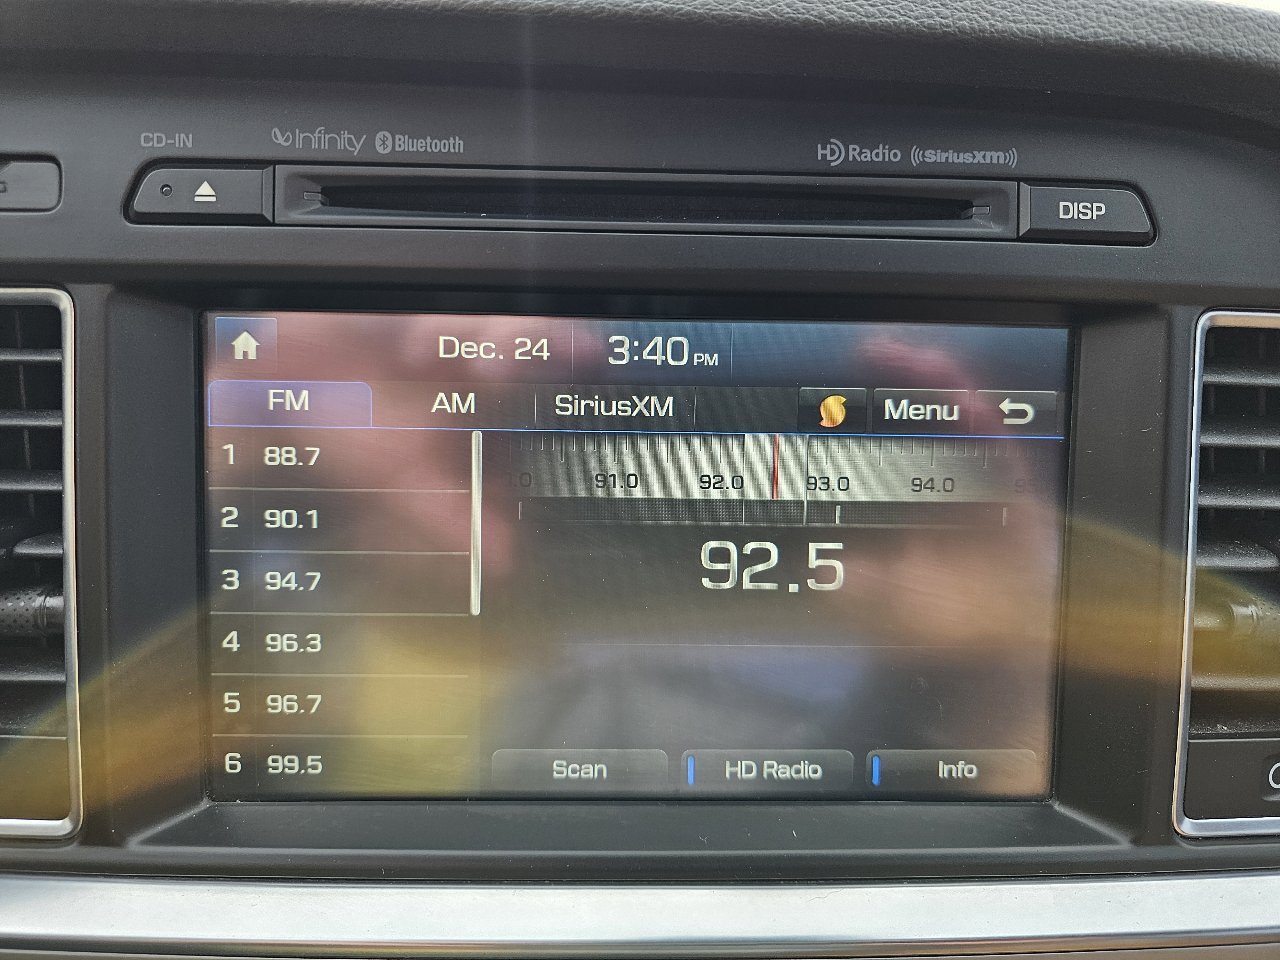 CD-IN Infinity Bluetooth HD Radio SiriusXM
DISP
Dec. 24 3:40 PM
FM AM SiriusXM Menu
1 88.7
2 90.1
3 94.7
4 96.3
5 96.7
6 99.5
91.0 92.0 93.0 94.0
92.5
Scan HD Radio Info